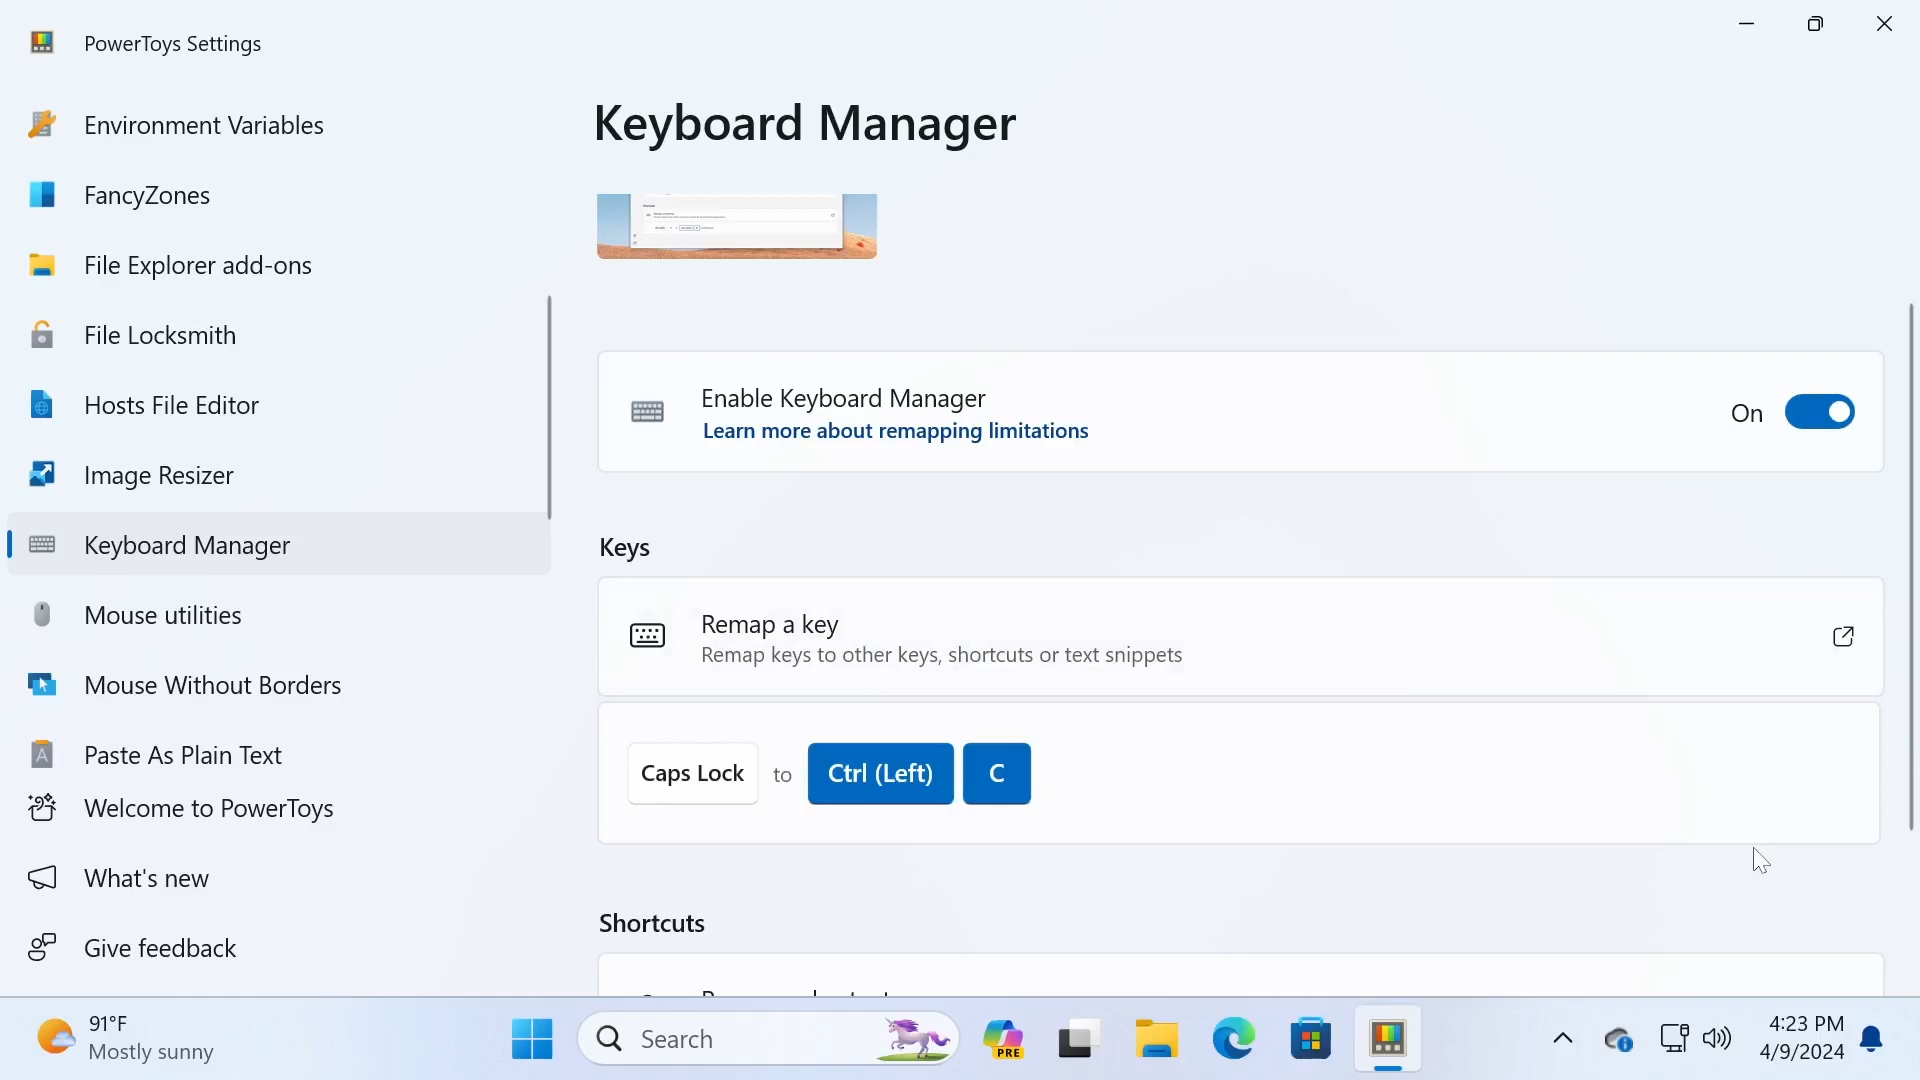 PowerToys Settings
Environment Variables
FancyZones
File Explorer add-ons
File Locksmith
Hosts File Editor
Image Resizer
Keyboard Manager
Mouse utilities
Mouse Without Borders
Paste As Plain Text
Welcome to PowerToys
What's new
Give feedback
Keyboard Manager
Enable Keyboard Manager
Learn more about remapping limitations
On
Keys
Remap a key
Remap keys to other keys, shortcuts or text snippets
Caps Lock to Ctrl (Left) C
Shortcuts
91°F
Mostly sunny
Search
PRE
4:23 PM
4/9/2024